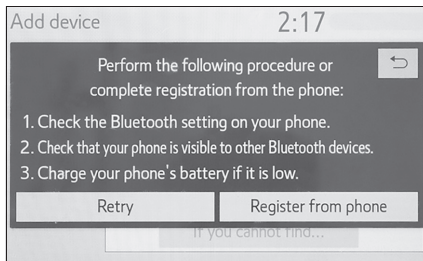 Add device
2:17
Perform the following procedure or
complete registration from the phone:
1. Check the Bluetooth setting on your phone.
2. Check that your phone is visible to other Bluetooth devices.
3. Charge your phone's battery if it is low.
Retry
Register from phone
If you cannot find...